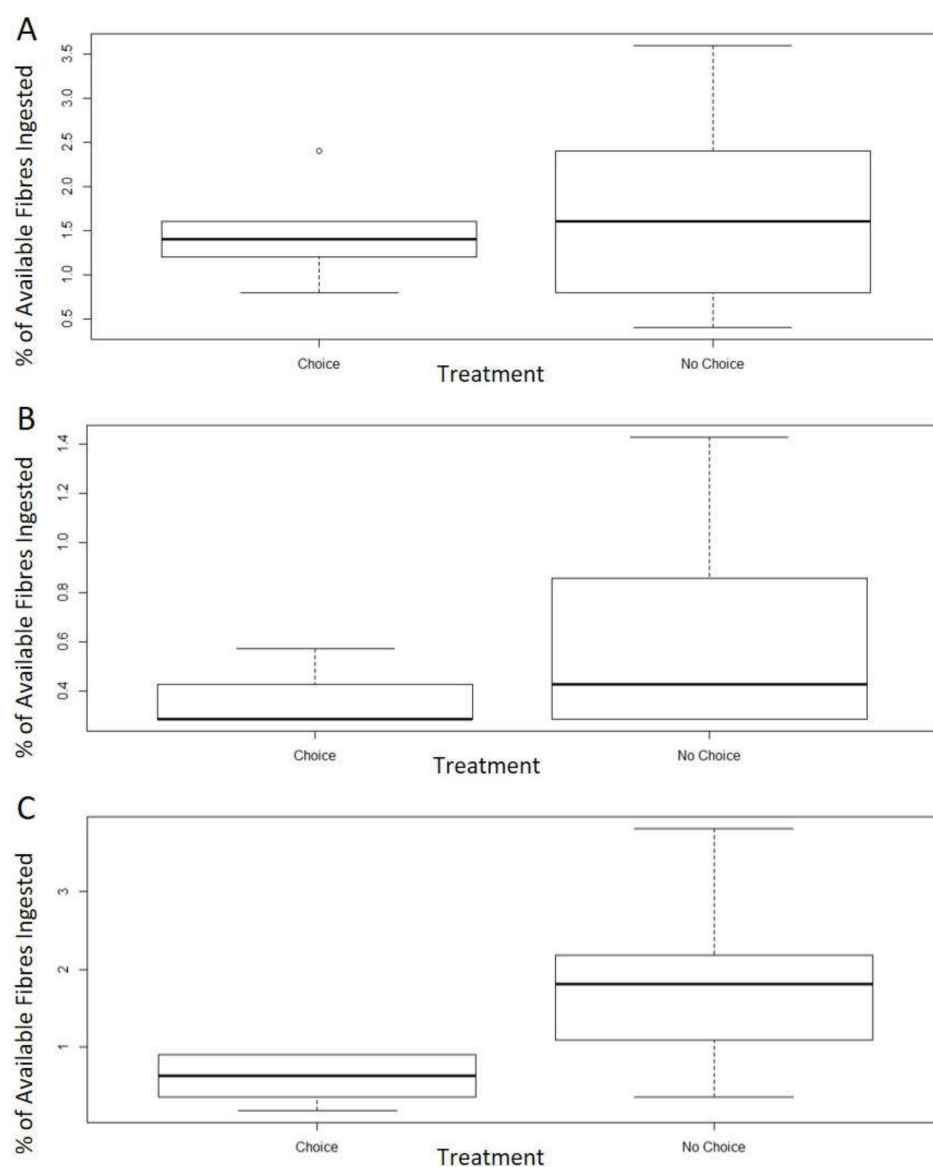 A
% of Available Fibres Ingested
3.5
3.0
2.5
2.0
1.5
1.0
0.5
Choice
No Choice
Treatment
B
% of Available Fibres Ingested
1.4
1.2
1.0
0.8
0.6
0.4
Choice
No Choice
Treatment
C
% of Available Fibres Ingested
3
2
1
Choice
No Choice
Treatment